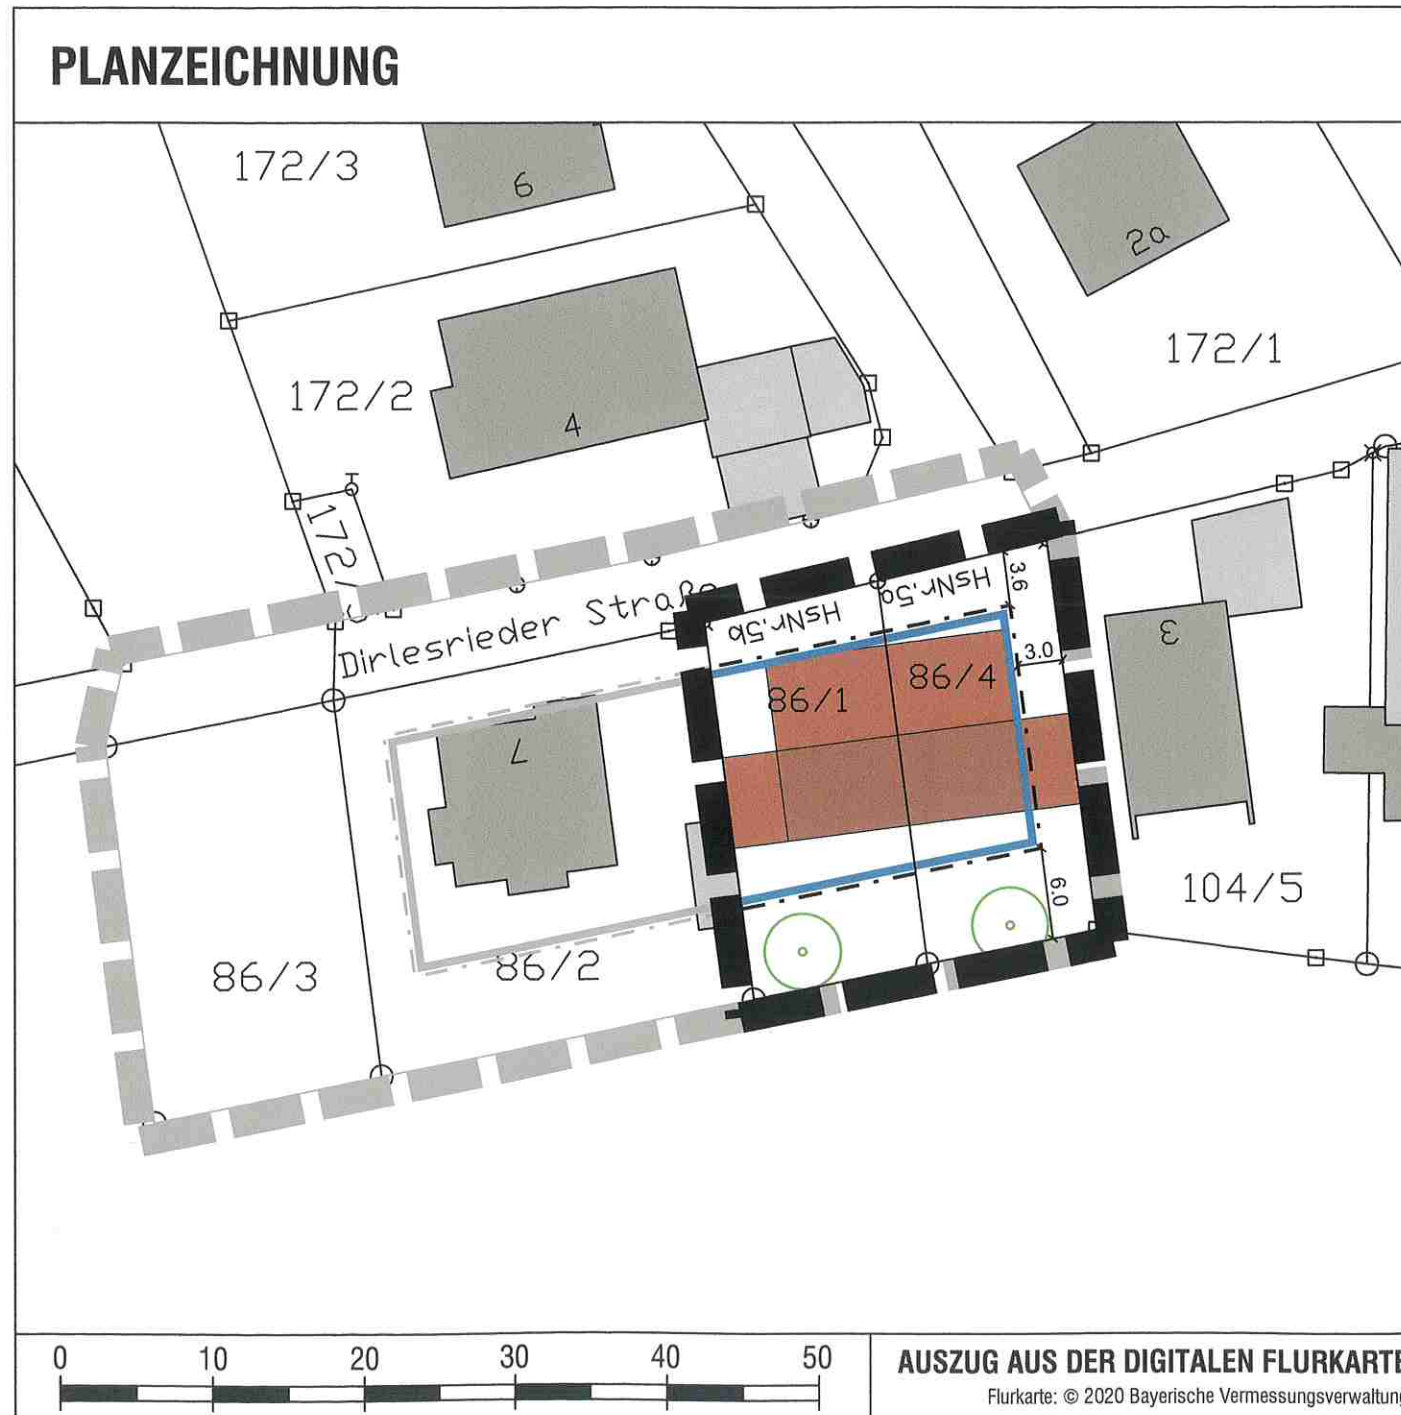 PLANZEICHNUNG
172/3
6
2a
172/1
172/2
4
Dirlesrieder Straße
HsNr.5b
HsNr.5a
3.6
3.0
3
86/1
86/4
7
104/5
6.0
86/3
86/2
0 10 20 30 40 50
AUSZUG AUS DER DIGITALEN FLURKARTE
Flurkarte: © 2020 Bayerische Vermessungsverwaltung